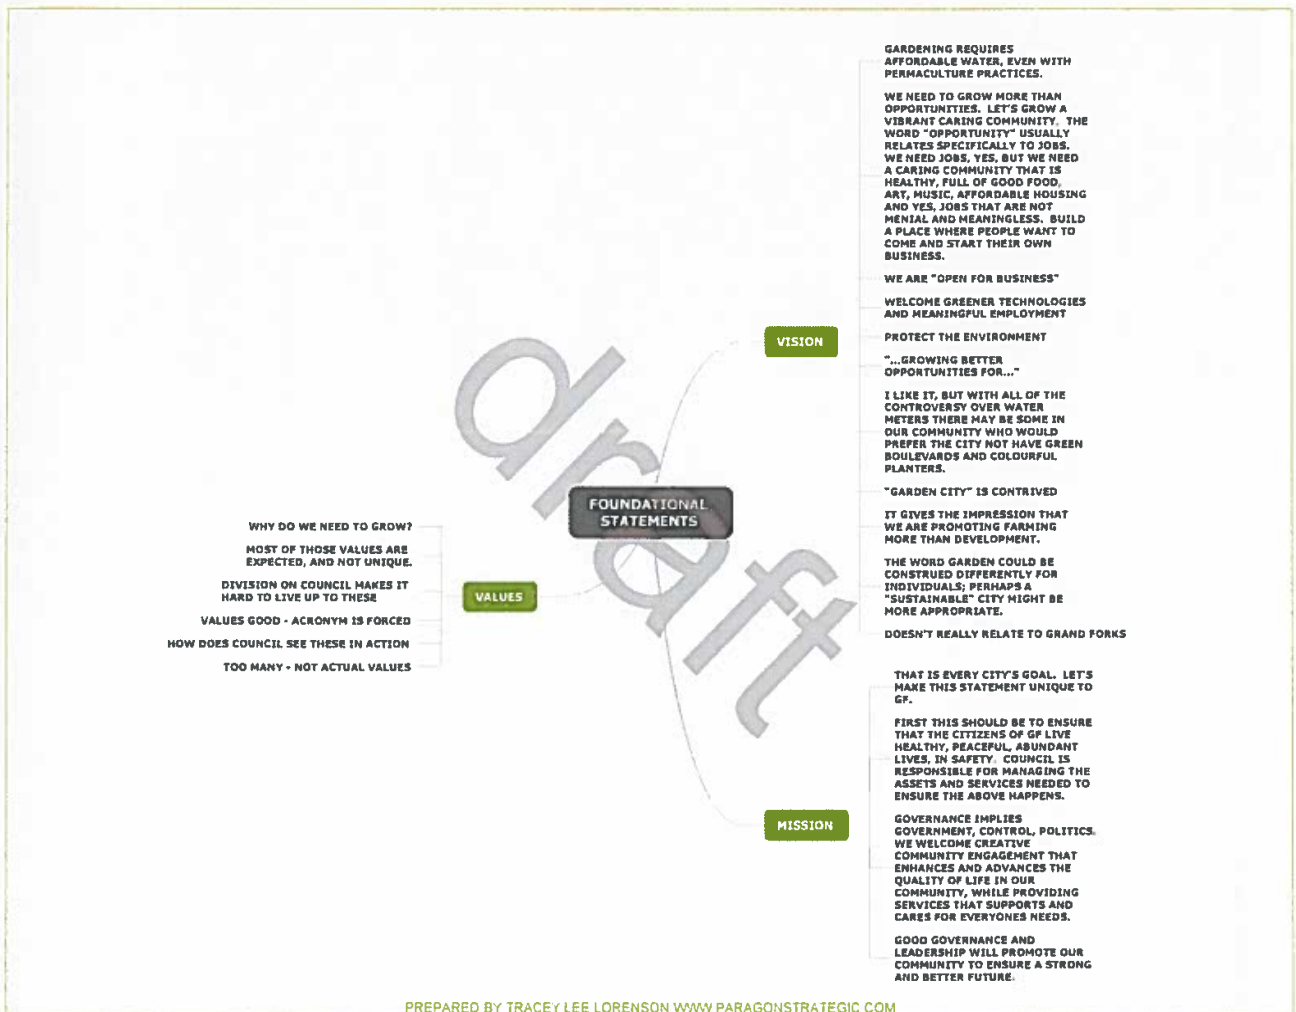 GARDENING REQUIRES
AFFORDABLE WATER, EVEN WITH
PERMACULTURE PRACTICES.
WE NEED TO GROW MORE THAN
OPPORTUNITIES. LET'S GROW A
VIBRANT CARING COMMUNITY. THE
WORD "OPPORTUNITY" USUALLY
RELATES SPECIFICALLY TO JOBS.
WE NEED JOBS, YES, BUT WE NEED
A CARING COMMUNITY THAT IS
HEALTHY, FULL OF GOOD FOOD,
ART, MUSIC, AFFORDABLE HOUSING
AND YES, JOBS THAT ARE NOT
MENIAL AND MEANINGLESS. BUILD
A PLACE WHERE PEOPLE WANT TO
COME AND START THEIR OWN
BUSINESS.
WE ARE "OPEN FOR BUSINESS"
WELCOME GREENER TECHNOLOGIES
AND MEANINGFUL EMPLOYMENT
VISION
PROTECT THE ENVIRONMENT
"...GROWING BETTER
OPPORTUNITIES FOR..."
I LIKE IT, BUT WITH ALL OF THE
CONTROVERSY OVER WATER
METERS THERE MAY BE SOME IN
OUR COMMUNITY WHO WOULD
PREFER THE CITY NOT HAVE GREEN
BOULEVARDS AND COLOURFUL
PLANTERS.
"GARDEN CITY" IS CONTRIVED
IT GIVES THE IMPRESSION THAT
WE ARE PROMOTING FARMING
MORE THAN DEVELOPMENT.
THE WORD GARDEN COULD BE
CONSTRUED DIFFERENTLY FOR
INDIVIDUALS; PERHAPS A
"SUSTAINABLE" CITY MIGHT BE
MORE APPROPRIATE.
DOESN'T REALLY RELATE TO GRAND FORKS
draft
FOUNDATIONAL
STATEMENTS
WHY DO WE NEED TO GROW?
MOST OF THOSE VALUES ARE
EXPECTED, AND NOT UNIQUE.
DIVISION ON COUNCIL MAKES IT
HARD TO LIVE UP TO THESE
VALUES
VALUES GOOD - ACRONYM IS FORCED
HOW DOES COUNCIL SEE THESE IN ACTION
TOO MANY - NOT ACTUAL VALUES
THAT IS EVERY CITY'S GOAL. LET'S
MAKE THIS STATEMENT UNIQUE TO
GF.
FIRST THIS SHOULD BE TO ENSURE
THAT THE CITIZENS OF GF LIVE
HEALTHY, PEACEFUL, ABUNDANT
LIVES, IN SAFETY. COUNCIL IS
RESPONSIBLE FOR MANAGING THE
ASSETS AND SERVICES NEEDED TO
ENSURE THE ABOVE HAPPENS.
MISSION
GOVERNANCE IMPLIES
GOVERNMENT, CONTROL, POLITICS.
WE WELCOME CREATIVE
COMMUNITY ENGAGEMENT THAT
ENHANCES AND ADVANCES THE
QUALITY OF LIFE IN OUR
COMMUNITY, WHILE PROVIDING
SERVICES THAT SUPPORTS AND
CARES FOR EVERYONES NEEDS.
GOOD GOVERNANCE AND
LEADERSHIP WILL PROMOTE OUR
COMMUNITY TO ENSURE A STRONG
AND BETTER FUTURE.
PREPARED BY TRACEY LEE LORENSON WWW.PARAGONSTRATEGIC.COM